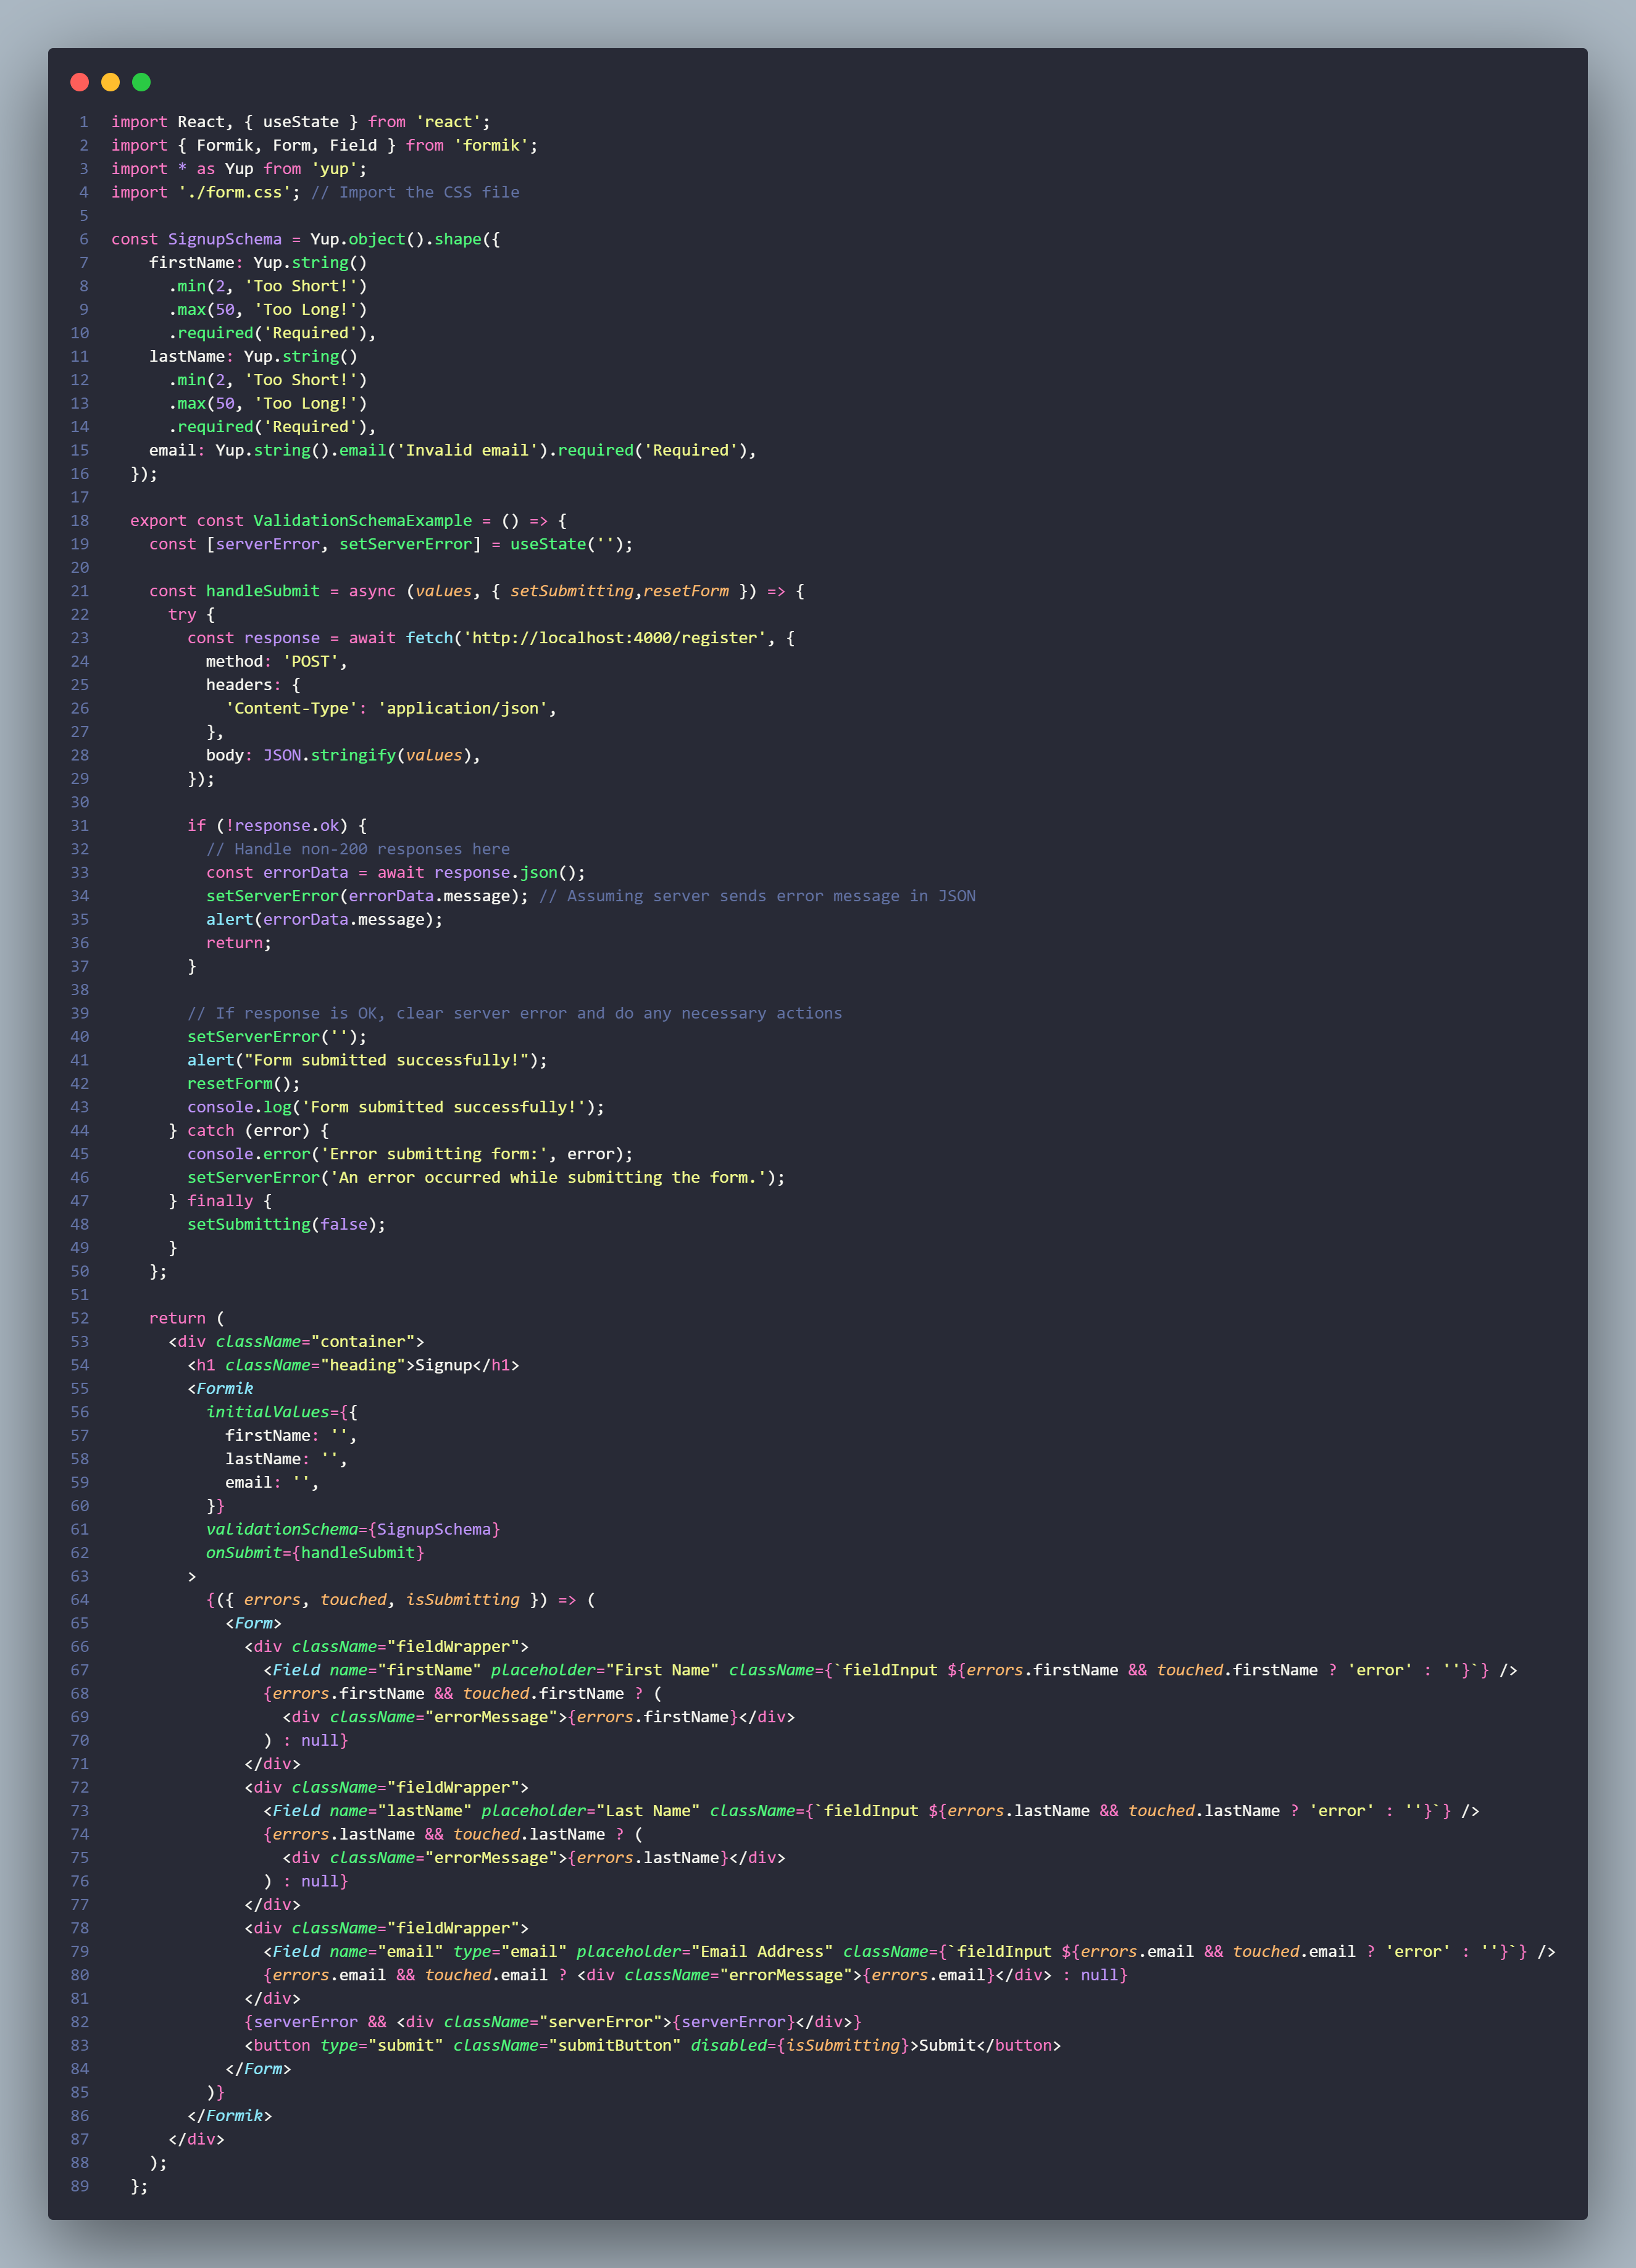 1 import React, { useState } from 'react';
2 import { Formik, Form, Field } from 'formik';
3 import * as Yup from 'yup';
4 import './form.css'; // Import the CSS file
5
6 const SignupSchema = Yup.object().shape({
7     firstName: Yup.string()
8       .min(2, 'Too Short!')
9       .max(50, 'Too Long!')
10       .required('Required'),
11     lastName: Yup.string()
12       .min(2, 'Too Short!')
13       .max(50, 'Too Long!')
14       .required('Required'),
15     email: Yup.string().email('Invalid email').required('Required'),
16   });
17
18   export const ValidationSchemaExample = () => {
19     const [serverError, setServerError] = useState('');
20
21     const handleSubmit = async (values, { setSubmitting,resetForm }) => {
22       try {
23         const response = await fetch('http://localhost:4000/register', {
24           method: 'POST',
25           headers: {
26             'Content-Type': 'application/json',
27           },
28           body: JSON.stringify(values),
29         });
30
31         if (!response.ok) {
32           // Handle non-200 responses here
33           const errorData = await response.json();
34           setServerError(errorData.message); // Assuming server sends error message in JSON
35           alert(errorData.message);
36           return;
37         }
38
39         // If response is OK, clear server error and do any necessary actions
40         setServerError('');
41         alert("Form submitted successfully!");
42         resetForm();
43         console.log('Form submitted successfully!');
44       } catch (error) {
45         console.error('Error submitting form:', error);
46         setServerError('An error occurred while submitting the form.');
47       } finally {
48         setSubmitting(false);
49       }
50     };
51
52     return (
53       <div className="container">
54         <h1 className="heading">Signup</h1>
55         <Formik
56           initialValues={{
57             firstName: '',
58             lastName: '',
59             email: '',
60           }}
61           validationSchema={SignupSchema}
62           onSubmit={handleSubmit}
63         >
64           {({ errors, touched, isSubmitting }) => (
65             <Form>
66               <div className="fieldWrapper">
67                 <Field name="firstName" placeholder="First Name" className={`fieldInput ${errors.firstName && touched.firstName ? 'error' : ''}`} />
68                 {errors.firstName && touched.firstName ? (
69                   <div className="errorMessage">{errors.firstName}</div>
70                 ) : null}
71               </div>
72               <div className="fieldWrapper">
73                 <Field name="lastName" placeholder="Last Name" className={`fieldInput ${errors.lastName && touched.lastName ? 'error' : ''}`} />
74                 {errors.lastName && touched.lastName ? (
75                   <div className="errorMessage">{errors.lastName}</div>
76                 ) : null}
77               </div>
78               <div className="fieldWrapper">
79                 <Field name="email" type="email" placeholder="Email Address" className={`fieldInput ${errors.email && touched.email ? 'error' : ''}`} />
80                 {errors.email && touched.email ? <div className="errorMessage">{errors.email}</div> : null}
81               </div>
82               {serverError && <div className="serverError">{serverError}</div>}
83               <button type="submit" className="submitButton" disabled={isSubmitting}>Submit</button>
84             </Form>
85           )}
86         </Formik>
87       </div>
88     );
89   };